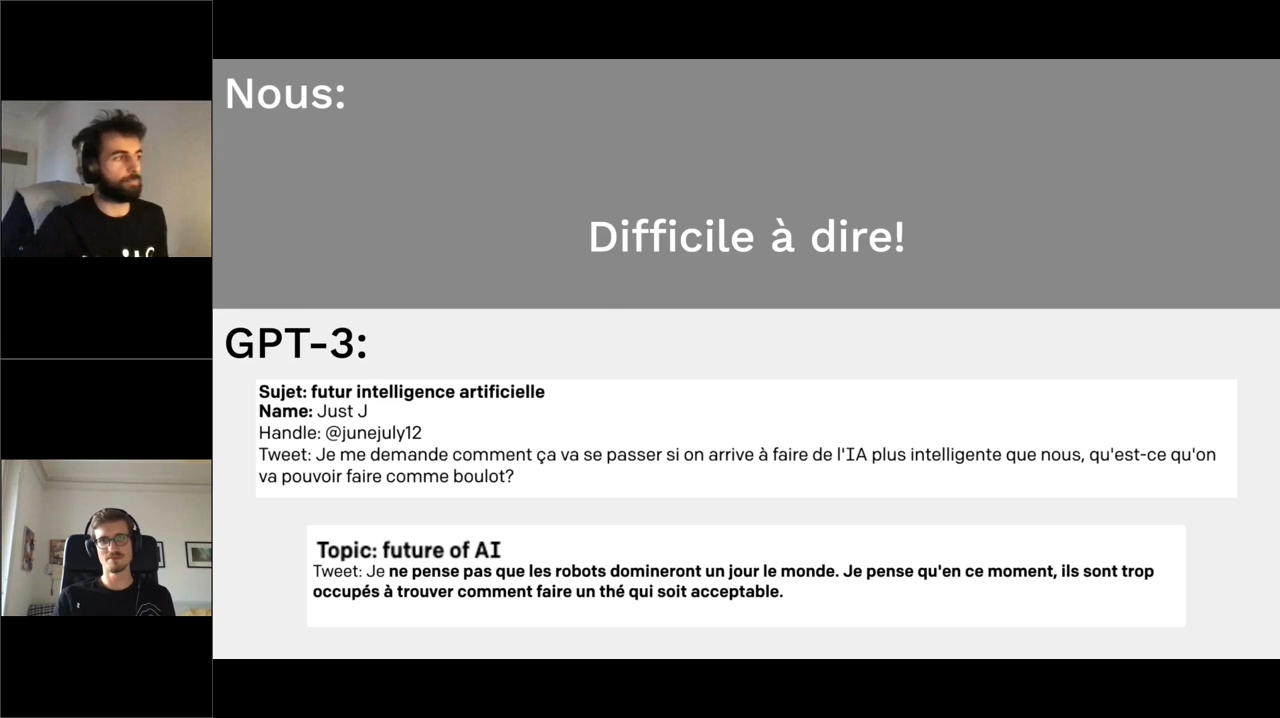 Nous:
Difficile à dire!
GPT-3:
Sujet: futur intelligence artificielle
Name: Just J
Handle: @junejuly12
Tweet: Je me demande comment ça va se passer si on arrive à faire de l'IA plus intelligente que nous, qu'est-ce qu'on
va pouvoir faire comme boulot?
Topic: future of AI
Tweet: Je ne pense pas que les robots domineront un jour le monde. Je pense qu'en ce moment, ils sont trop
occupés à trouver comment faire un thé qui soit acceptable.